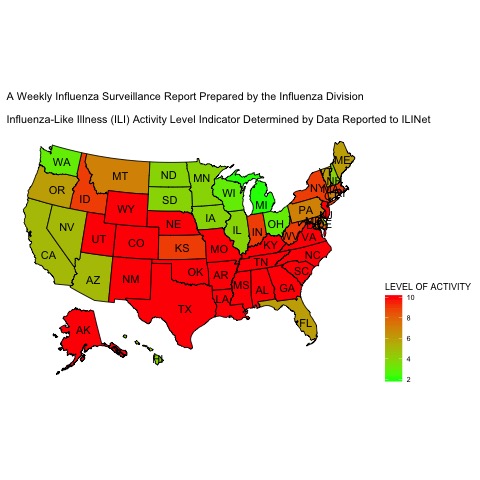 A Weekly Influenza Surveillance Report Prepared by the Influenza Division
Influenza-Like Illness (ILI) Activity Level Indicator Determined by Data Reported to ILINet
WA
MT
ND
MN
ME
OR
ID
SD
WI
MI
NY
WY
IA
PA
NV
NE
IL
IN
OH
CA
UT
CO
KS
MO
KY
WV
VA
AZ
NM
OK
AR
TN
NC
SC
TX
LA
MS
AL
GA
FL
AK
LEVEL OF ACTIVITY
10
8
6
4
2